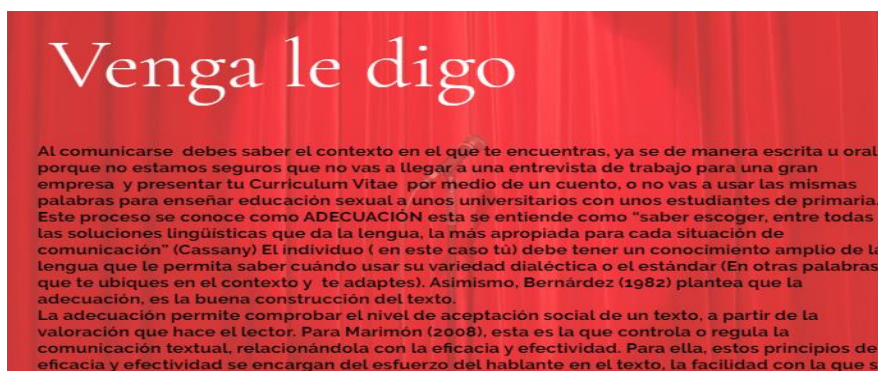 Venga le digo
Al comunicarse debes saber el contexto en el que te encuentras, ya se de manera escrita u oral
porque no estamos seguros que no vas a llegar a una entrevista de trabajo para una gran
empresa y presentar tu Curriculum Vitae por medio de un cuento, o no vas a usar las mismas
palabras para enseñar educación sexual a unos universitarios con unos estudiantes de primaria.
Este proceso se conoce como ADECUACIÓN esta se entiende como “saber escoger, entre todas
las soluciones lingüísticas que da la lengua, la más apropiada para cada situación de
comunicación” (Cassany) El individuo ( en este caso tú) debe tener un conocimiento amplio de la
lengua que le permita saber cuándo usar su variedad dialéctica o el estándar (En otras palabras
que te ubiques en el contexto y te adaptes). Asimismo, Bernárdez (1982) plantea que la
adecuación, es la buena construcción del texto.
La adecuación permite comprobar el nivel de aceptación social de un texto, a partir de la
valoración que hace el lector. Para Marimón (2008), esta es la que controla o regula la
comunicación textual, relacionándola con la eficacia y efectividad. Para ella, estos principios de
eficacia y efectividad se encargan del esfuerzo del hablante en el texto, la facilidad con la que s